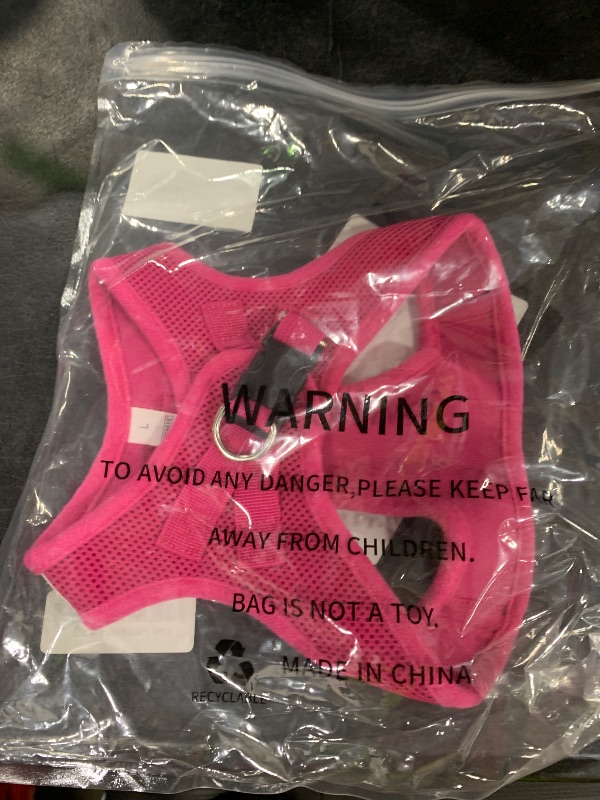 L
WARNING
TO AVOID ANY DANGER,PLEASE KEEP FAR
AWAY FROM CHILDREN.
BAG IS NOT A TOY.
MADE IN CHINA
RECYCLABLE